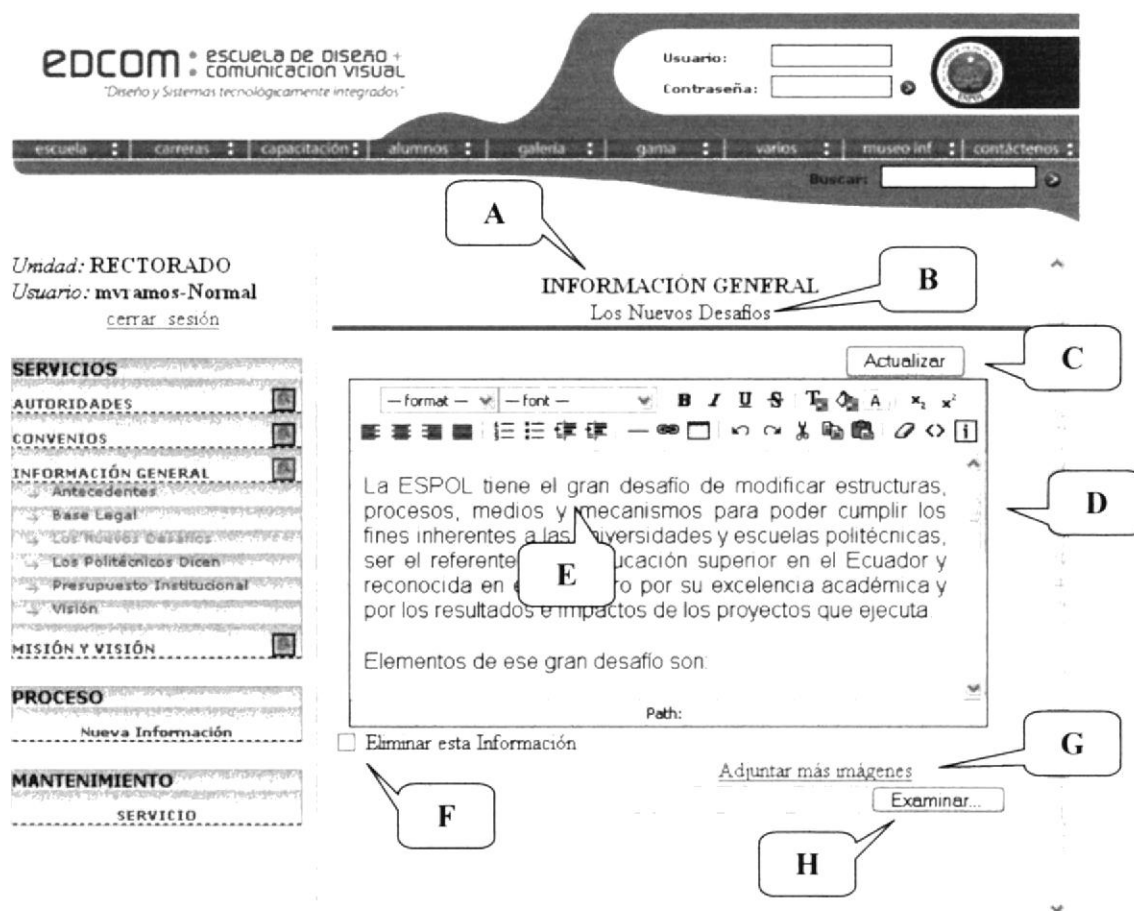 EDCOM : ESCUELA DE DISEÑO +
COMUNICACION VISUAL
"Diseño y Sistemas tecnológicamente integrados"
Usuario:
Contraseña:
ESPOL
escuela : carreras : capacitación : alumnos : galería : gama : varios : museo inf : contáctenos :
Buscar:
A
Unidad: RECTORADO
Usuario: mvramos-Normal
cerrar sesión
INFORMACIÓN GENERAL
Los Nuevos Desafíos
B
SERVICIOS
AUTORIDADES
CONVENIOS
INFORMACIÓN GENERAL
Antecedentes
Base Legal
Los Nuevos Desafíos
Los Politécnicos Dicen
Presupuesto Institucional
Visión
MISIÓN Y VISIÓN
PROCESO
Nueva Información
MANTENIMIENTO
SERVICIO
Actualizar
C
— format — — font — B I U S T A x₂ x²
La ESPOL tiene el gran desafío de modificar estructuras,
procesos, medios y mecanismos para poder cumplir los
fines inherentes a las universidades y escuelas politécnicas,
ser el referente ucación superior en el Ecuador y
reconocida en e ro por su excelencia académica y
por los resultados e impactos de los proyectos que ejecuta.
Elementos de ese gran desafío son:
D
E
Path:
Eliminar esta Información
F
Adjuntar más imágenes
G
Examinar...
H